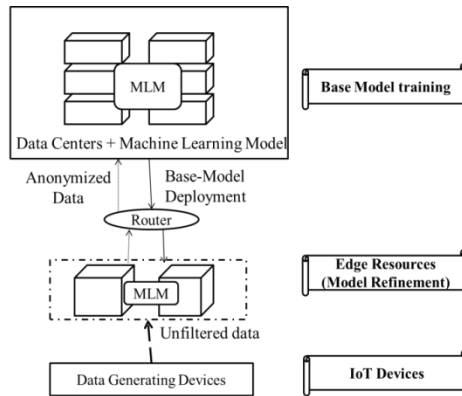 MLM
Base Model training
Data Centers + Machine Learning Model
Anonymized
Data
Base-Model
Deployment
Router
Edge Resources
(Model Refinement)
MLM
Unfiltered data
Data Generating Devices
IoT Devices